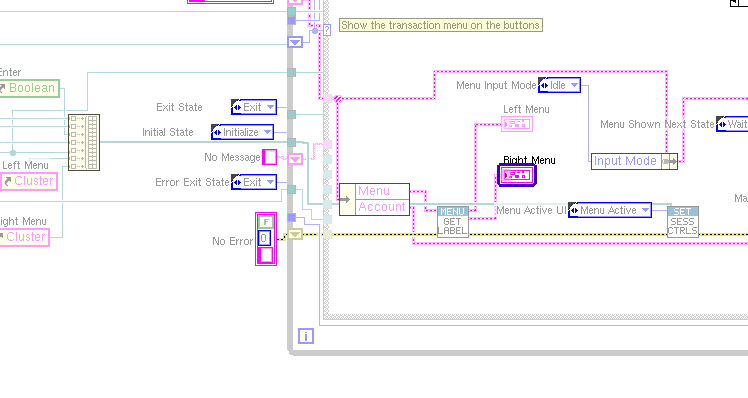 Show the transaction menu on the buttons
?
Enter
Boolean
Menu Input Mode
Idle
Exit State
Exit
Left Menu
Initial State
Initialize
Menu Shown Next State
Wait
No Message
Right Menu
Input Mode
Left Menu
Cluster
Error Exit State
Exit
Menu
Account
Right Menu
Cluster
MENU
GET
LABEL
Menu Active UI
Menu Active
SET
SESS
CTRLS
Ma
F
No Error
0
i